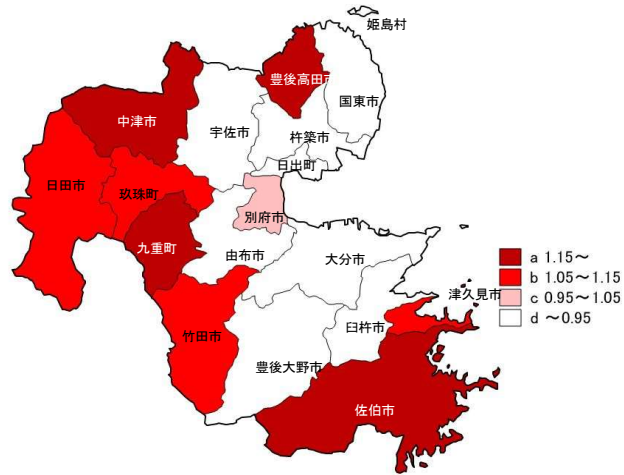 姫島村
豊後高田市
国東市
中津市
宇佐市
杵築市
日出町
日田市
玖珠町
別府市
九重町
由布市
大分市
a 1.15～
b 1.05～1.15
c 0.95～1.05
d ～0.95
津久見市
臼杵市
竹田市
豊後大野市
佐伯市